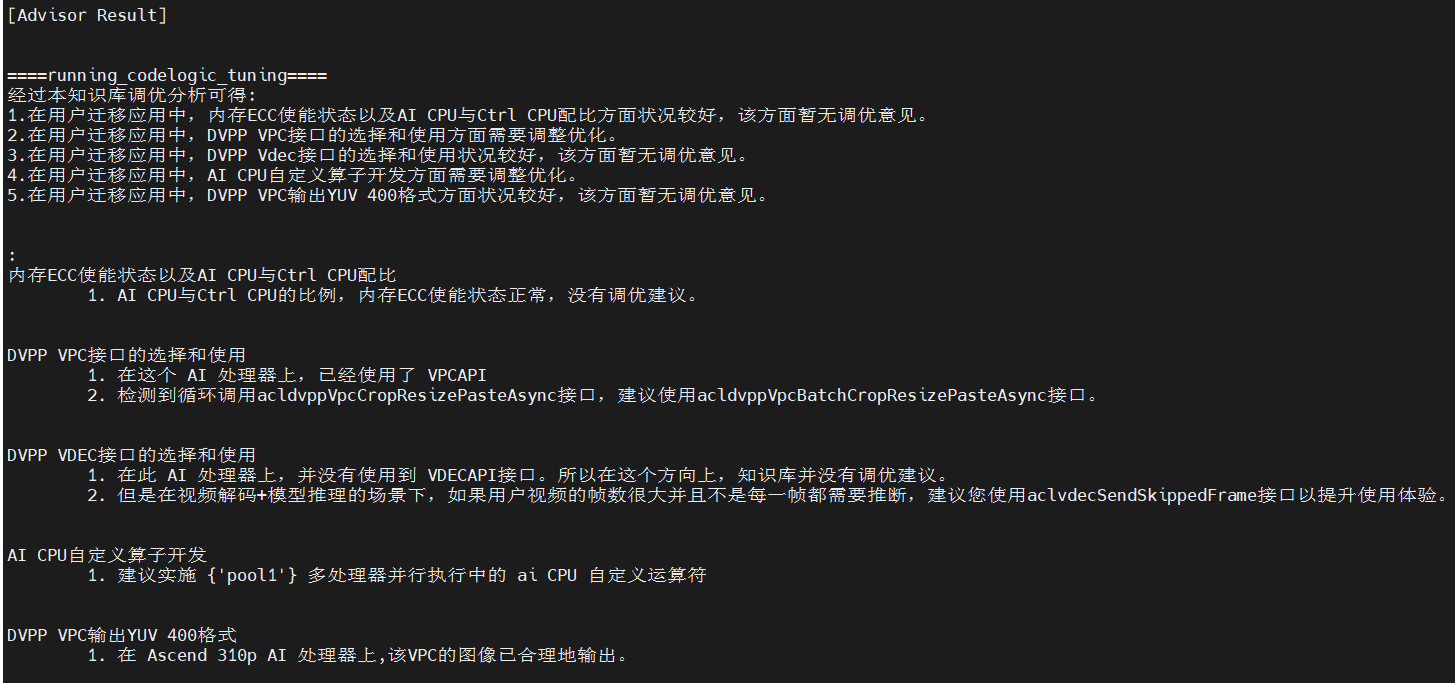 [Advisor Result]
====running_codelogic_tuning====
经过本知识库调优分析可得:
1.在用户迁移应用中，内存ECC使能状态以及AI CPU与Ctrl CPU配比方面状况较好，该方面暂无调优意见。
2.在用户迁移应用中，DVPP VPC接口的选择和使用方面需要调整优化。
3.在用户迁移应用中，DVPP Vdec接口的选择和使用状况较好，该方面暂无调优意见。
4.在用户迁移应用中，AI CPU自定义算子开发方面需要调整优化。
5.在用户迁移应用中，DVPP VPC输出YUV 400格式方面状况较好，该方面暂无调优意见。
:
内存ECC使能状态以及AI CPU与Ctrl CPU配比
1. AI CPU与Ctrl CPU的比例，内存ECC使能状态正常，没有调优建议。
DVPP VPC接口的选择和使用
1. 在这个 AI 处理器上，已经使用了 VPCAPI
2. 检测到循环调用acldvppVpcCropResizePasteAsync接口，建议使用acldvppVpcBatchCropResizePasteAsync接口。
DVPP VDEC接口的选择和使用
1. 在此 AI 处理器上，并没有使用到 VDECAPI接口。所以在这个方向上，知识库并没有调优建议。
2. 但是在视频解码+模型推理的场景下，如果用户视频的帧数很大并且不是每一帧都需要推断，建议您使用aclvdecSendSkippedFrame接口以提升使用体验。
AI CPU自定义算子开发
1. 建议实施 {'pool1'} 多处理器并行执行中的 ai CPU 自定义运算符
DVPP VPC输出YUV 400格式
1. 在 Ascend 310p AI 处理器上,该VPC的图像已合理地输出。